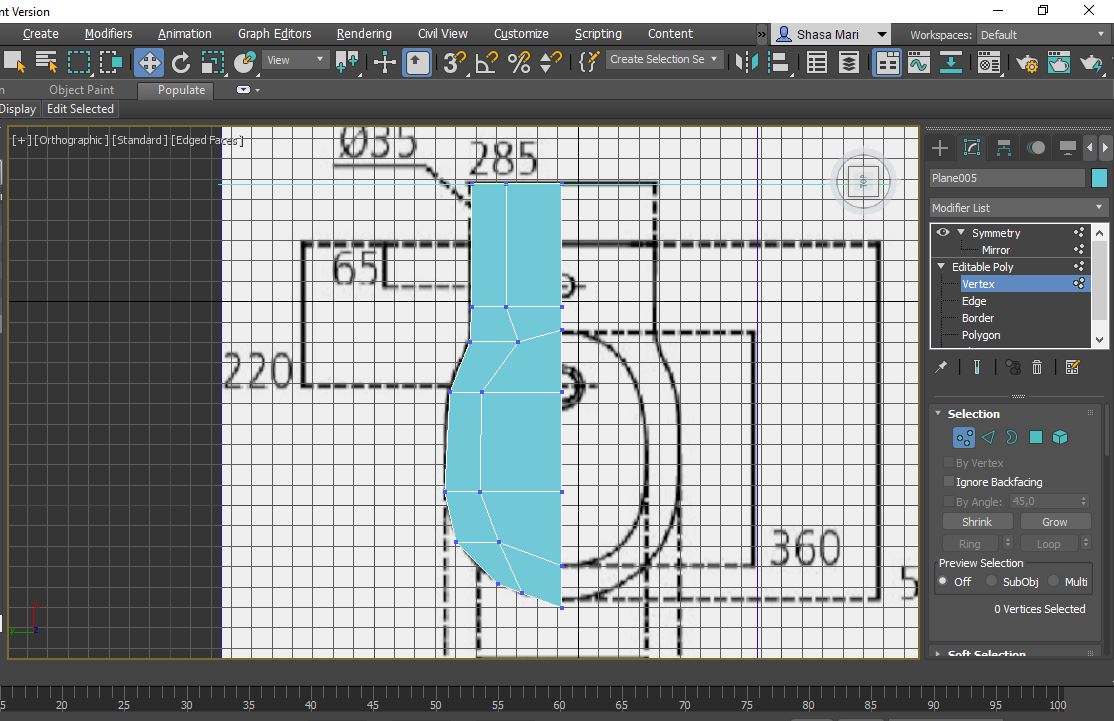 nt Version
Create Modifiers Animation Graph Editors Rendering Civil View Customize Scripting Content » Shasa Mari Workspaces: Default
View Create Selection Se
n Object Paint Populate
Display Edit Selected
[+] [Orthographic] [Standard] [Edged Faces]
Ø35
285
65
220
360
5
TOP
Plane005
Modifier List
Symmetry
Mirror
Editable Poly
Vertex
Edge
Border
Polygon
Selection
By Vertex
Ignore Backfacing
By Angle: 45,0
Shrink Grow
Ring Loop
Preview Selection
Off SubObj Multi
0 Vertices Selected
Soft Selection
y
15 20 25 30 35 40 45 50 55 60 65 70 75 80 85 90 95 100